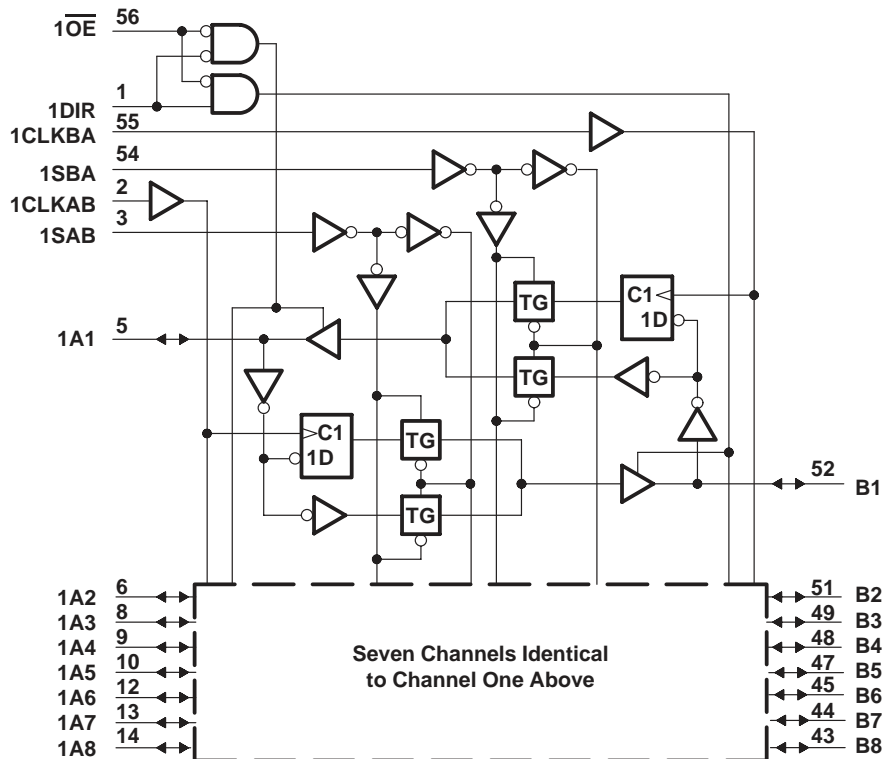 56
1OE
1
1DIR
55
1CLKBA
54
1SBA
2
1CLKAB
3
1SAB
TG
C1
1D
5
1A1
TG
C1
1D
TG
52
B1
TG
6
1A2
51
B2
8
1A3
49
B3
9
1A4
48
B4
Seven Channels Identical
to Channel One Above
10
1A5
47
B5
12
1A6
45
B6
13
1A7
44
B7
14
1A8
43
B8